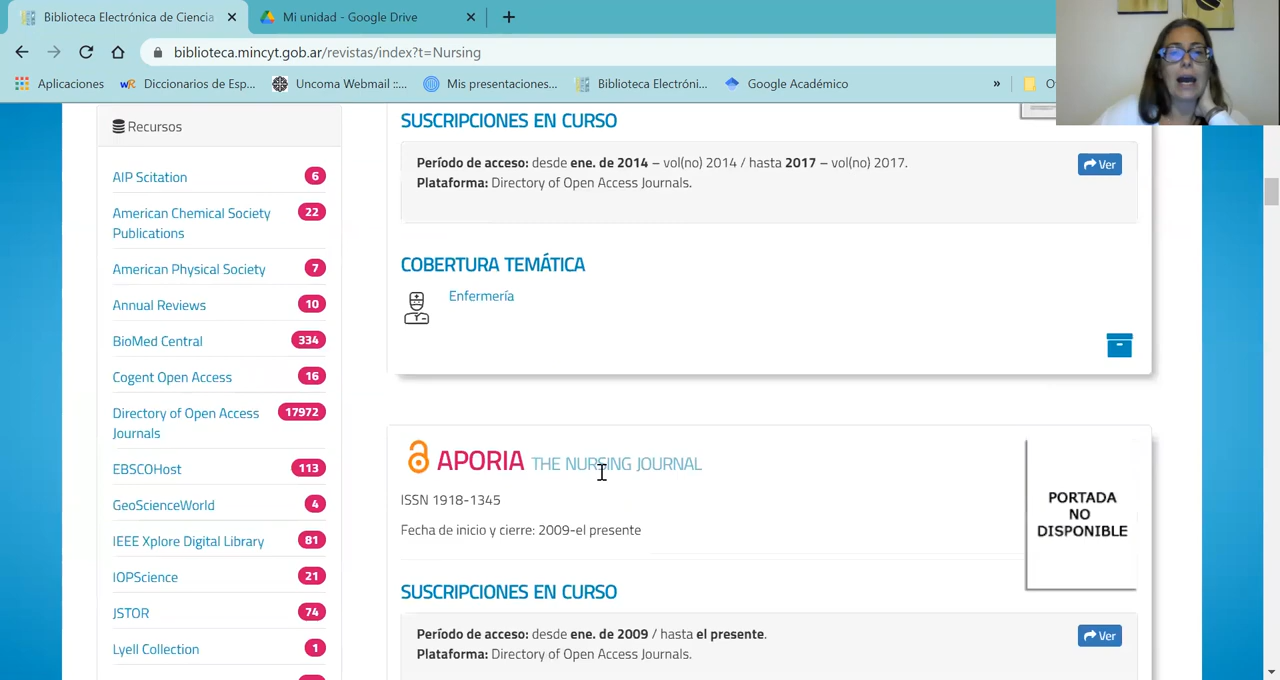 Biblioteca Electrónica de Ciencia
Mi unidad - Google Drive
biblioteca.mincyt.gob.ar/revistas/index?t=Nursing
Aplicaciones
wR Diccionarios de Esp...
Uncoma Webmail ::...
Mis presentaciones...
Biblioteca Electróni...
Google Académico
»
Recursos
AIP Scitation 6
American Chemical Society 22
Publications
American Physical Society 7
Annual Reviews 10
BioMed Central 334
Cogent Open Access 16
Directory of Open Access 17972
Journals
EBSCOHost 113
GeoScienceWorld 4
IEEE Xplore Digital Library 81
IOPScience 21
JSTOR 74
Lyell Collection 1
SUSCRIPCIONES EN CURSO
Período de acceso: desde ene. de 2014 – vol(no) 2014 / hasta 2017 – vol(no) 2017.
Ver
Plataforma: Directory of Open Access Journals.
COBERTURA TEMÁTICA
Enfermería
APORIA THE NURSING JOURNAL
ISSN 1918-1345
Fecha de inicio y cierre: 2009-el presente
PORTADA
NO
DISPONIBLE
SUSCRIPCIONES EN CURSO
Período de acceso: desde ene. de 2009 / hasta el presente.
Ver
Plataforma: Directory of Open Access Journals.